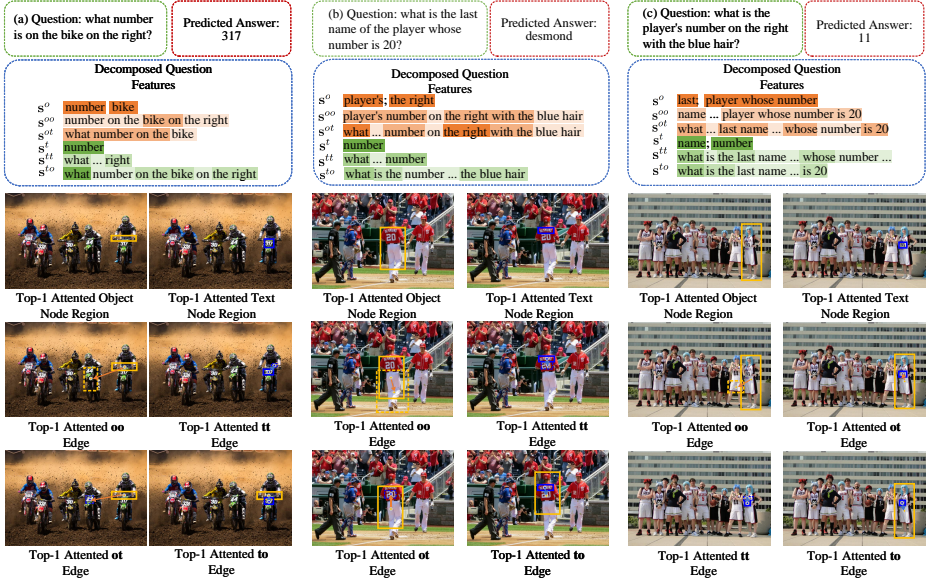 (a) Question: what number
is on the bike on the right?
Predicted Answer:
317
Decomposed Question
Features
s^o number bike
s^oo number on the bike on the right
s^ot what number on the bike
s^t number
s^tt what ... right
s^to what number on the bike on the right
Top-1 Attented Object
Node Region
Top-1 Attented Text
Node Region
Top-1 Attented oo
Edge
Top-1 Attented tt
Edge
Top-1 Attented ot
Edge
Top-1 Attented to
Edge
(b) Question: what is the last
name of the player whose
number is 20?
Predicted Answer:
desmond
Decomposed Question
Features
s^o player's; the right
s^oo player's number on the right with the blue hair
s^ot what ... number on the right with the blue hair
s^t number
s^tt what ... number
s^to what is the number ... the blue hair
20
20
Top-1 Attented Object
Node Region
Top-1 Attented Text
Node Region
20
Top-1 Attented oo
Edge
Top-1 Attented tt
Edge
20
20
Top-1 Attented ot
Edge
Top-1 Attented to
Edge
(c) Question: what is the
player's number on the right
with the blue hair?
Predicted Answer:
11
Decomposed Question
Features
s^o last; player whose number
s^oo name ... player whose number is 20
s^ot what ... last name ... whose number is 20
s^t name; number
s^tt what is the last name ... whose number ...
s^to what is the last name ... is 20
Top-1 Attented Object
Node Region
Top-1 Attented Text
Node Region
Top-1 Attented oo
Edge
Top-1 Attented ot
Edge
Top-1 Attented tt
Edge
Top-1 Attented to
Edge